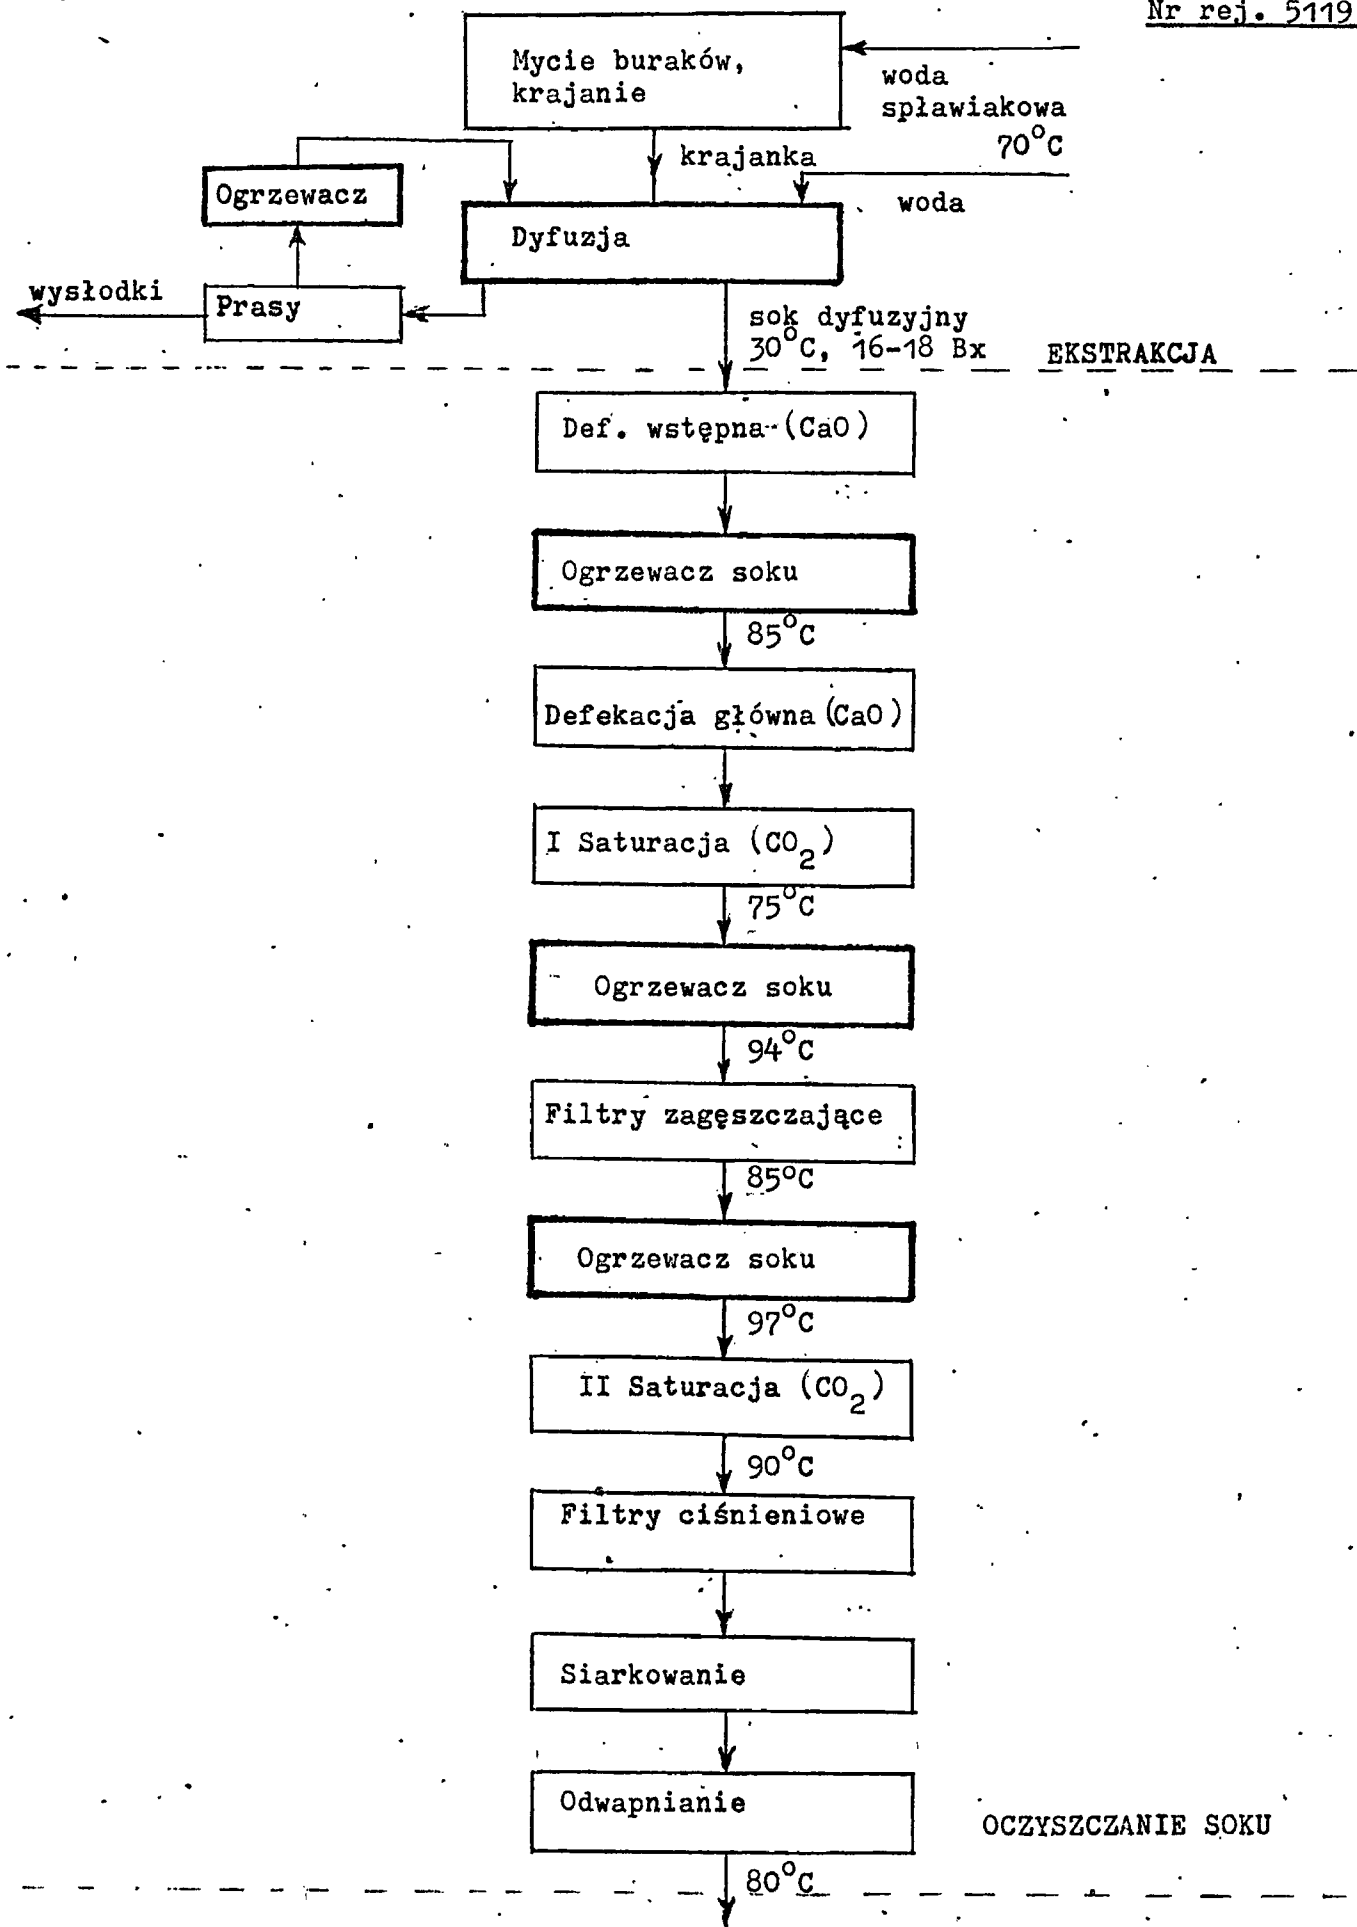 Nr rej. 5119
Mycie buraków,
krajanie
woda
spławiakowa
70°C
krajanka
woda
Ogrzewacz
Dyfuzja
wysłodki
Prasy
sok dyfuzyjny
30°C, 16-18 Bx
EKSTRAKCJA
Def. wstępna (CaO)
Ogrzewacz soku
85°C
Defekacja główna (CaO)
I Saturacja (CO₂)
75°C
Ogrzewacz soku
94°C
Filtry zagęszczające
85°C
Ogrzewacz soku
97°C
II Saturacja (CO₂)
90°C
Filtry ciśnieniowe
Siarkowanie
Odwapnianie
OCZYSZCZANIE SOKU
80°C